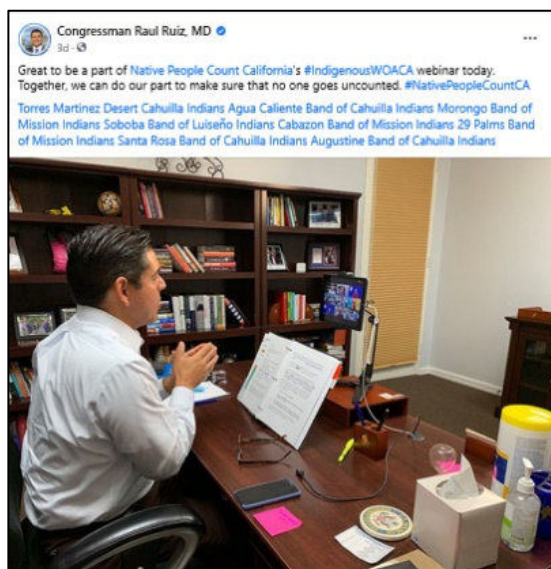 Congressman Raul Ruiz, MD
3d ·
Great to be a part of Native People Count California's #IndigenousWOACA webinar today.
Together, we can do our part to make sure that no one goes uncounted. #NativePeopleCountCA
Torres Martinez Desert Cahuilla Indians Agua Caliente Band of Cahuilla Indians Morongo Band of
Mission Indians Soboba Band of Luiseño Indians Cabazon Band of Mission Indians 29 Palms Band
of Mission Indians Santa Rosa Band of Cahuilla Indians Augustine Band of Cahuilla Indians